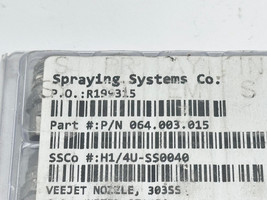 Spraying Systems Co.
P.O.:R199315
Part #:P/N 064.003.015
SSCo #:H1/4U-SS0040
VEEJET NOZZLE, 303SS